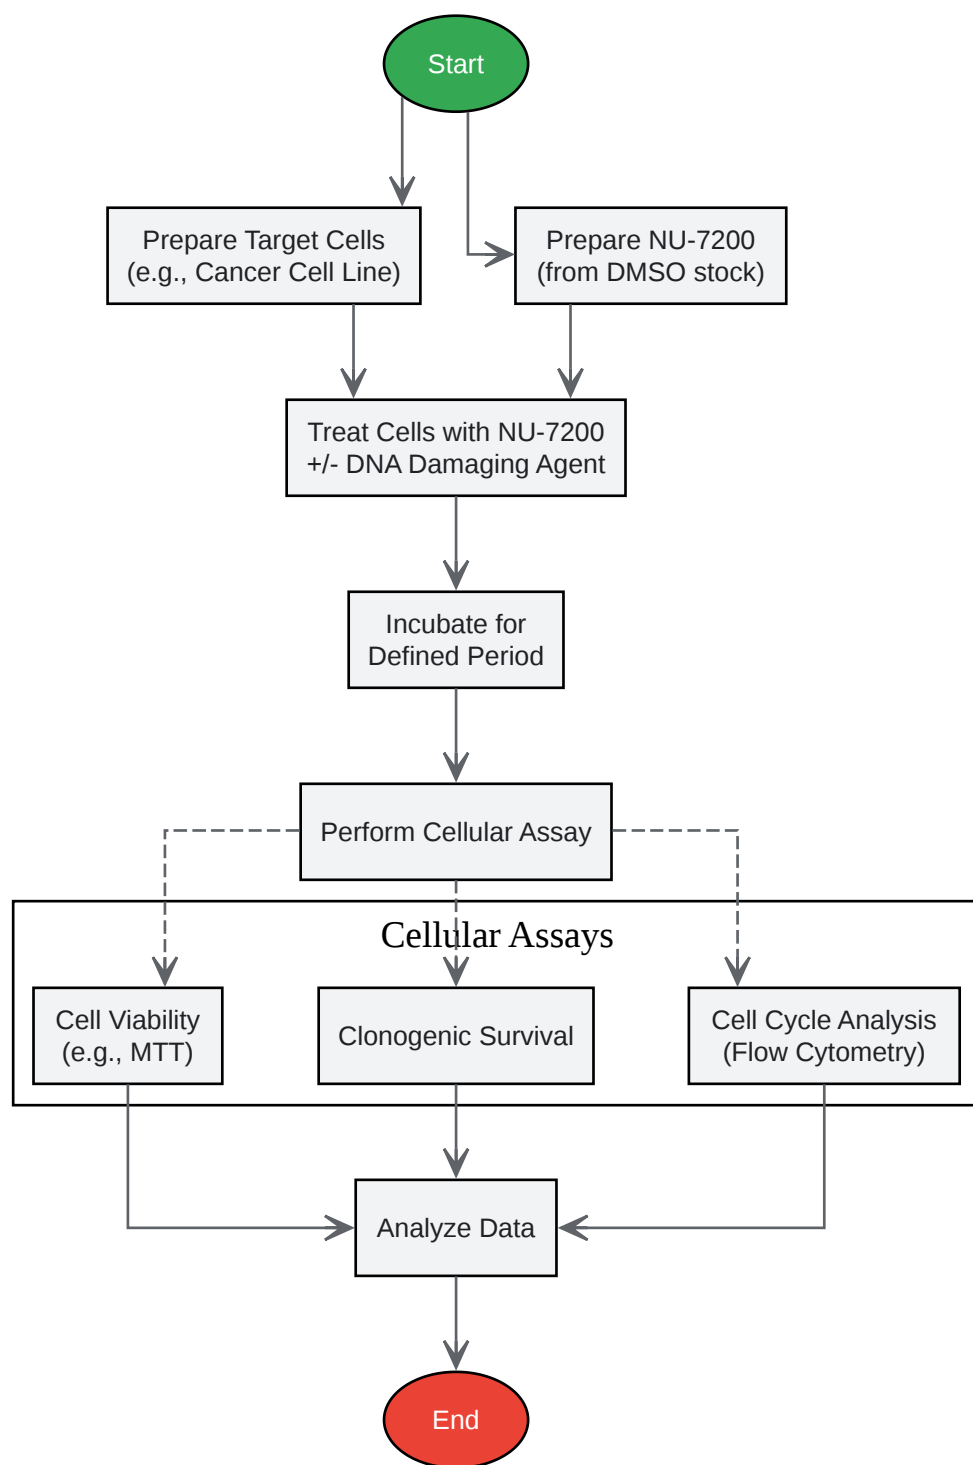 Start
Prepare Target Cells
(e.g., Cancer Cell Line)
Prepare NU-7200
(from DMSO stock)
Treat Cells with NU-7200
+/- DNA Damaging Agent
Incubate for
Defined Period
Perform Cellular Assay
Cellular Assays
Cell Viability
(e.g., MTT)
Clonogenic Survival
Cell Cycle Analysis
(Flow Cytometry)
Analyze Data
End